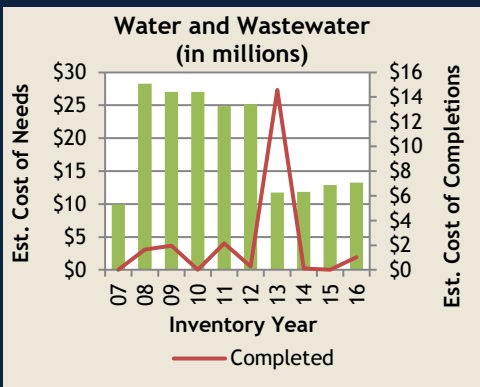 Water and Wastewater
(in millions)
Est. Cost of Needs
$30
$25
$20
$15
$10
$5
$0
$16
$14
$12
$10
$8
$6
$4
$2
$0
Est. Cost of Completions
07 08 09 10 11 12 13 14 15 16
Inventory Year
Completed